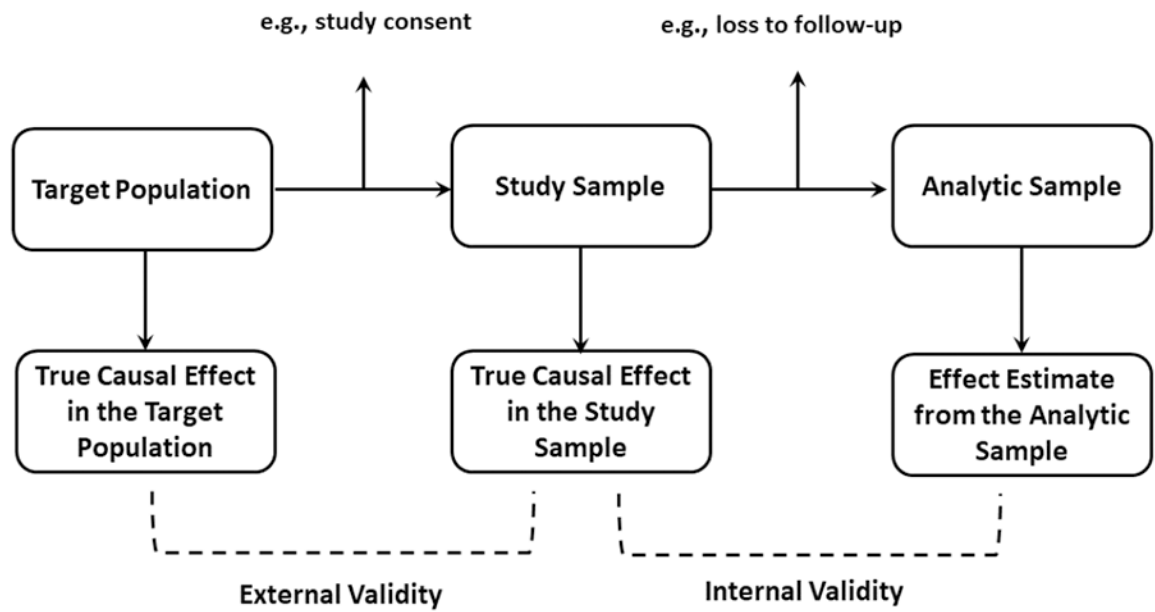 e.g., study consent
e.g., loss to follow-up
Target Population
Study Sample
Analytic Sample
True Causal Effect
in the Target
Population
True Causal Effect
in the Study
Sample
Effect Estimate
from the Analytic
Sample
External Validity
Internal Validity